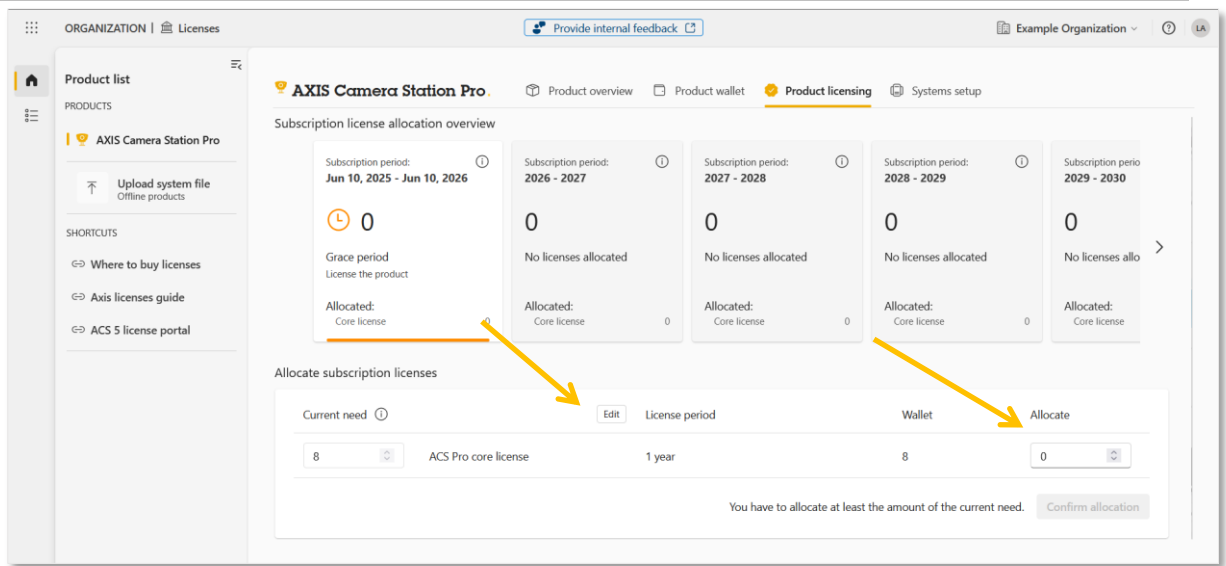 ORGANIZATION | Licenses
Provide internal feedback
Example Organization
LA
Product list
PRODUCTS
AXIS Camera Station Pro
Upload system file
Offline products
SHORTCUTS
Where to buy licenses
Axis licenses guide
ACS 5 license portal
AXIS Camera Station Pro.
Product overview
Product wallet
Product licensing
Systems setup
Subscription license allocation overview
Subscription period:
Jun 10, 2025 - Jun 10, 2026
0
Grace period
License the product
Allocated:
Core license 0
Subscription period:
2026 - 2027
0
No licenses allocated
Allocated:
Core license 0
Subscription period:
2027 - 2028
0
No licenses allocated
Allocated:
Core license 0
Subscription period:
2028 - 2029
0
No licenses allocated
Allocated:
Core license 0
Subscription perio
2029 - 2030
0
No licenses allo
Allocated:
Core license
Allocate subscription licenses
Current need Edit License period Wallet Allocate
8 ACS Pro core license 1 year 8 0
You have to allocate at least the amount of the current need. Confirm allocation